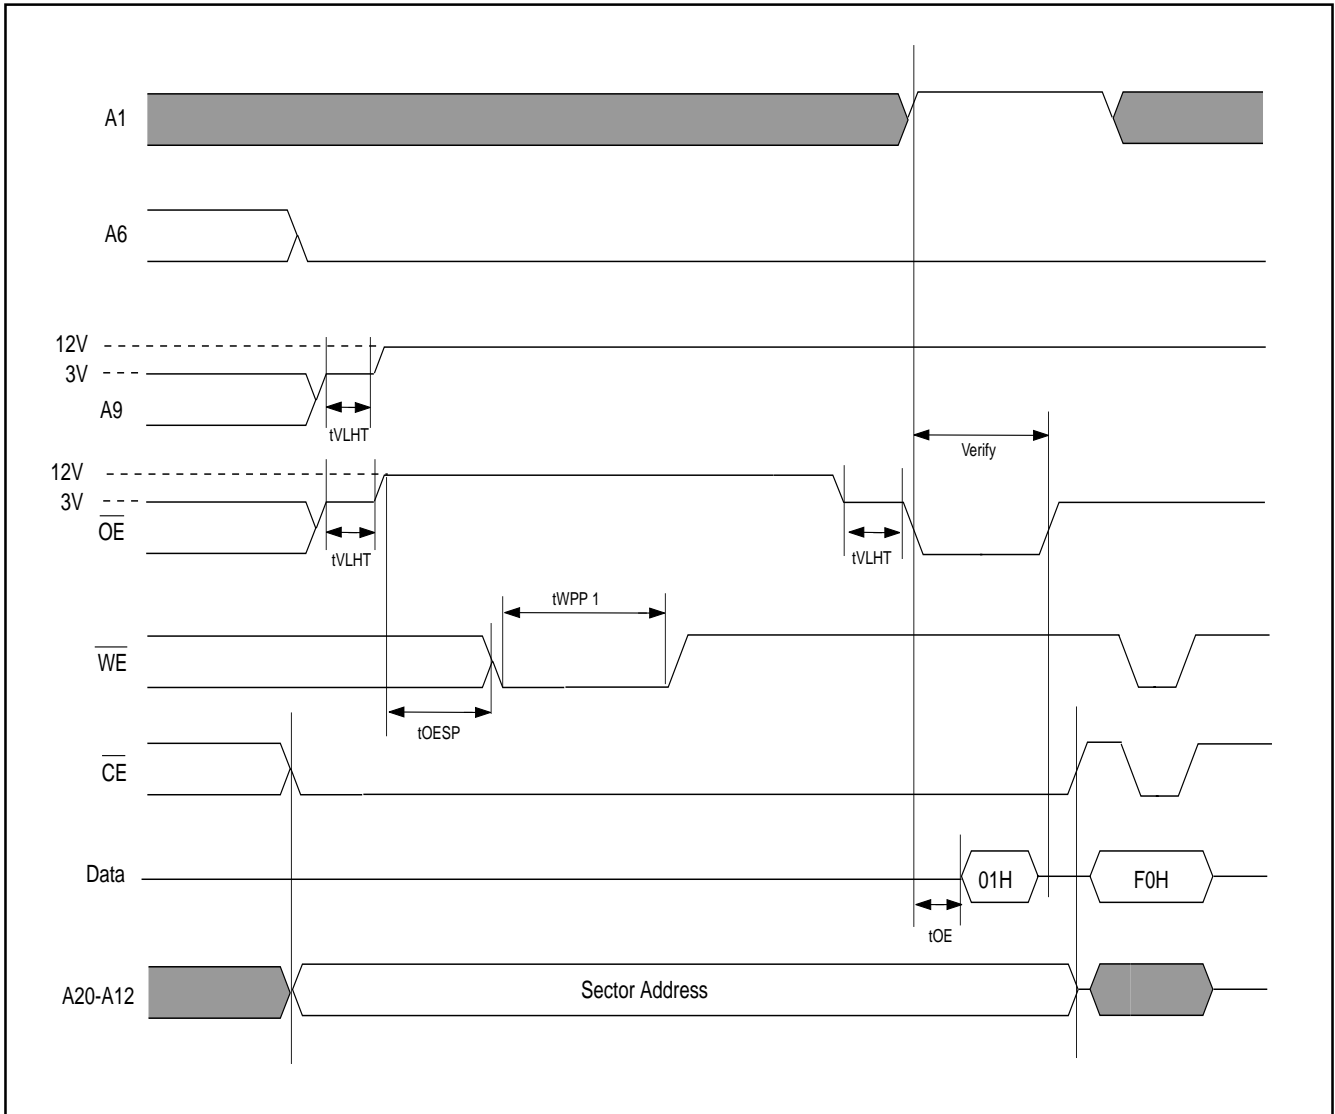 A1
A6
12V
3V
A9
tVLHT
Verify
12V
3V
OE
tVLHT
tVLHT
tWPP 1
WE
tOESP
CE
Data
01H
F0H
tOE
A20-A12
Sector Address